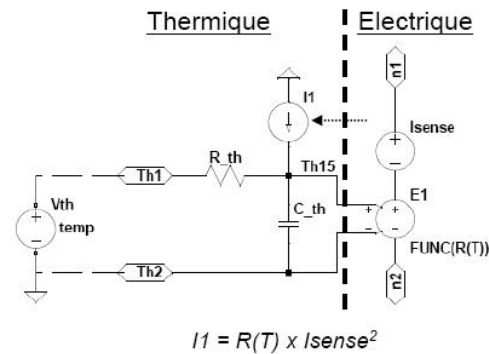 Thermique Electrique
n1
I1
Isense
R_th
Th1
Th15
E1
Vth
C_th
+ +
- -
temp
FUNC(R(T))
Th2
n2
I1 = R(T) x Isense²